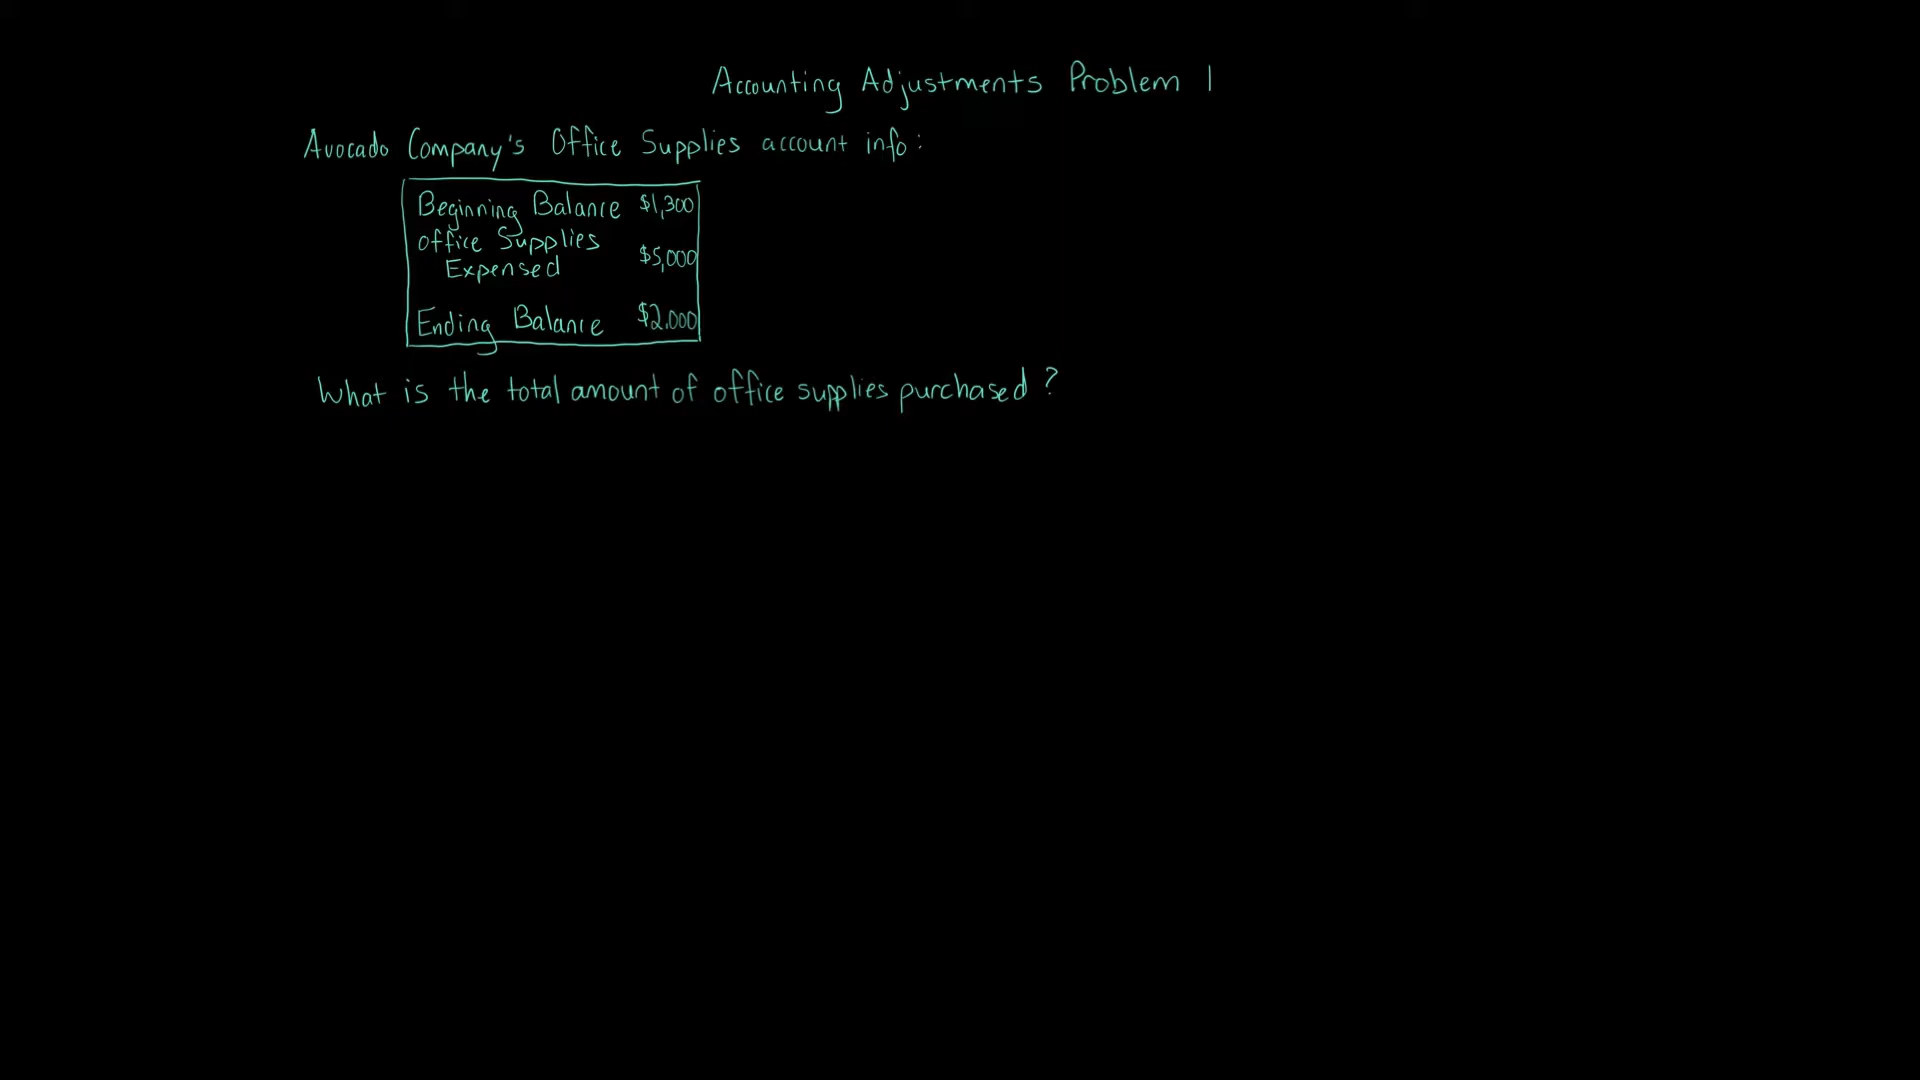 Accounting Adjustments Problem 1
Avocado Company's Office Supplies account info:
Beginning Balance $1,300
Office Supplies
Expensed $5,000
Ending Balance $2.000
What is the total amount of office supplies purchased?